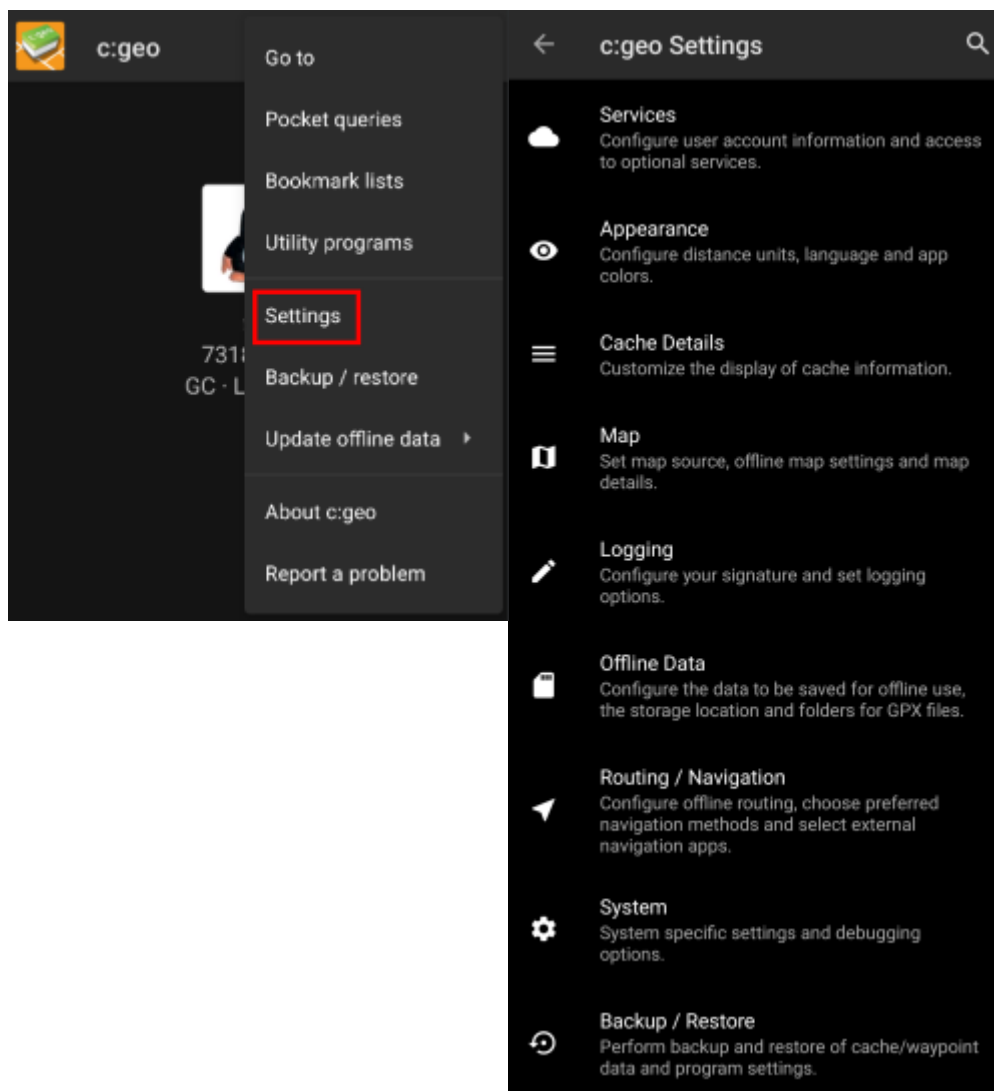 c:geo
Go to
Pocket queries
Bookmark lists
Utility programs
Settings
7318
GC · L
Backup / restore
Update offline data
About c:geo
Report a problem
c:geo Settings
Services
Configure user account information and access
to optional services.
Appearance
Configure distance units, language and app
colors.
Cache Details
Customize the display of cache information.
Map
Set map source, offline map settings and map
details.
Logging
Configure your signature and set logging
options.
Offline Data
Configure the data to be saved for offline use,
the storage location and folders for GPX files.
Routing / Navigation
Configure offline routing, choose preferred
navigation methods and select external
navigation apps.
System
System specific settings and debugging
options.
Backup / Restore
Perform backup and restore of cache/waypoint
data and program settings.